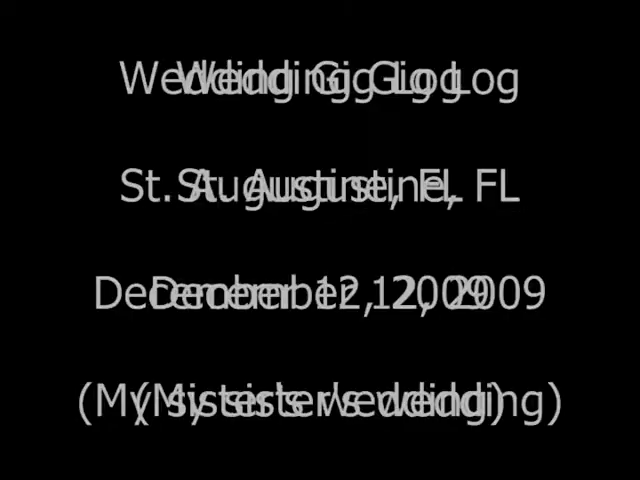 Wedding Gig Log
St. Augustine, FL
December 12, 2009
(My sister's wedding)